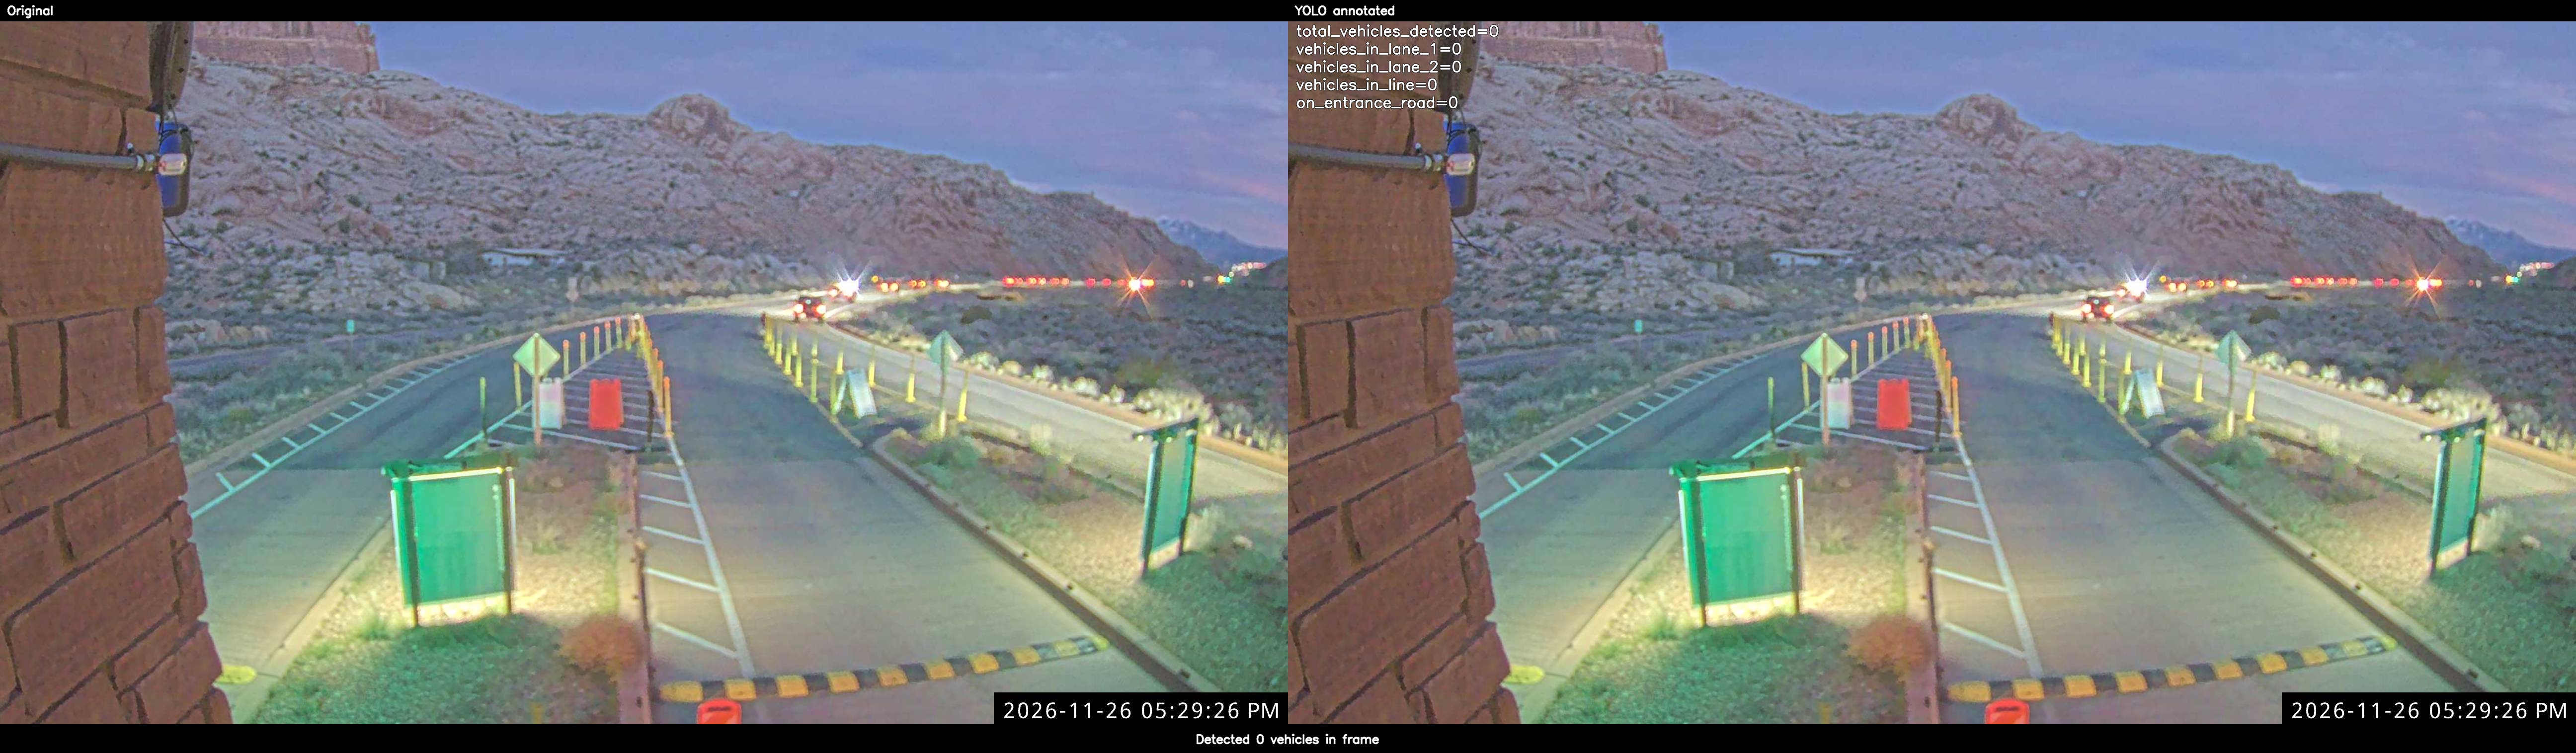 Original
YOLO annotated
total_vehicles_detected=0
vehicles_in_lane_1=0
vehicles_in_lane_2=0
vehicles_in_line=0
on_entrance_road=0
2026-11-26 05:29:26 PM
2026-11-26 05:29:26 PM
Detected 0 vehicles in frame